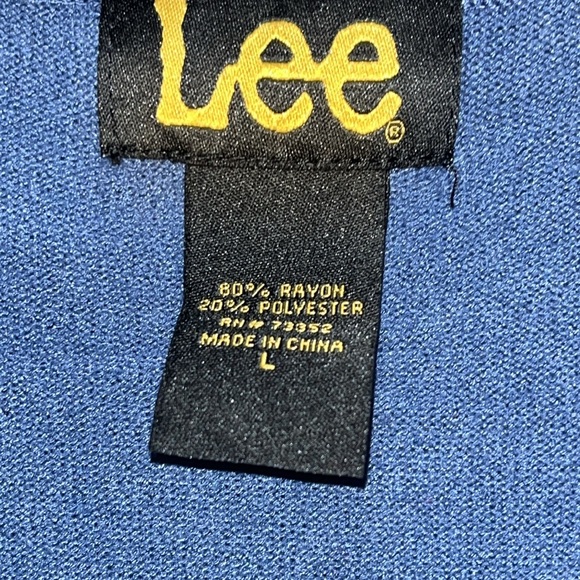 Lee®
80% RAYON
20% POLYESTER
RN# 73352
MADE IN CHINA
L